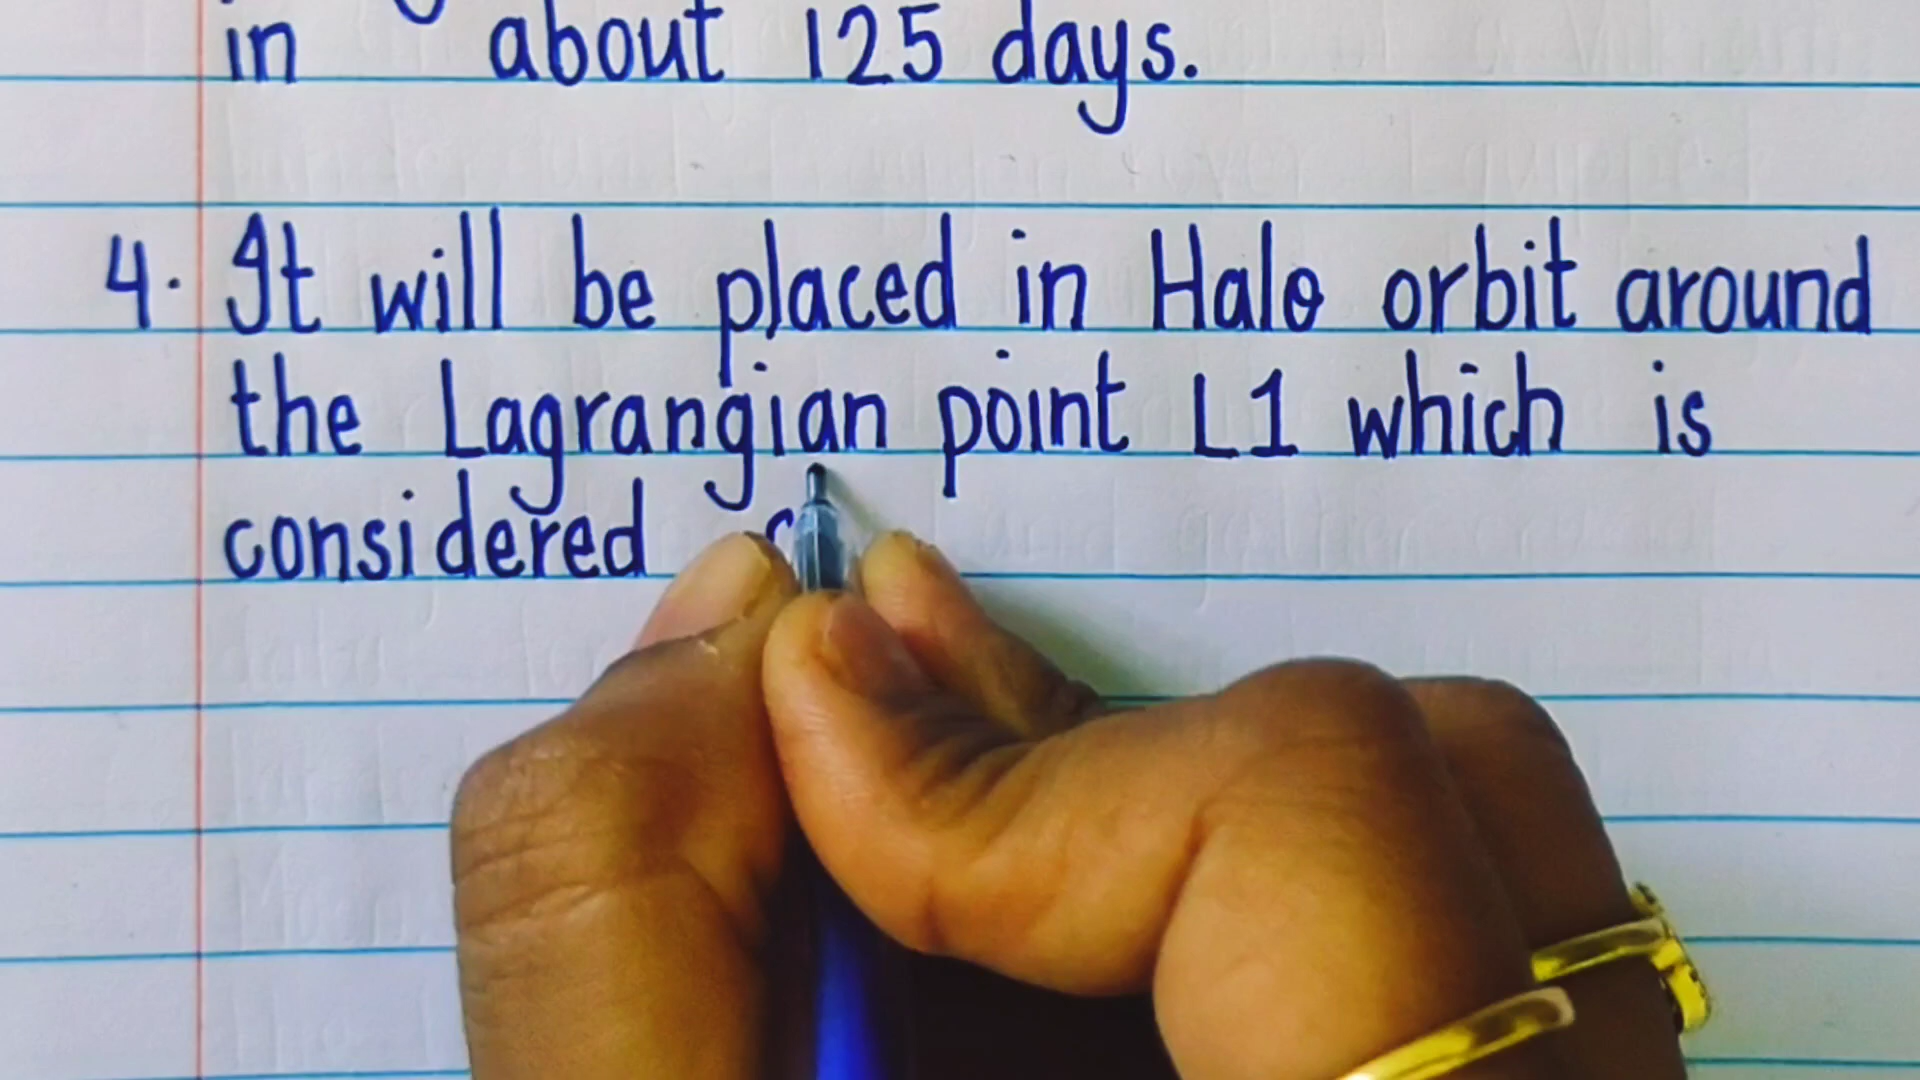 in about 125 days.
4. It will be placed in Halo orbit around
the Lagrangian point L1 which is
considered